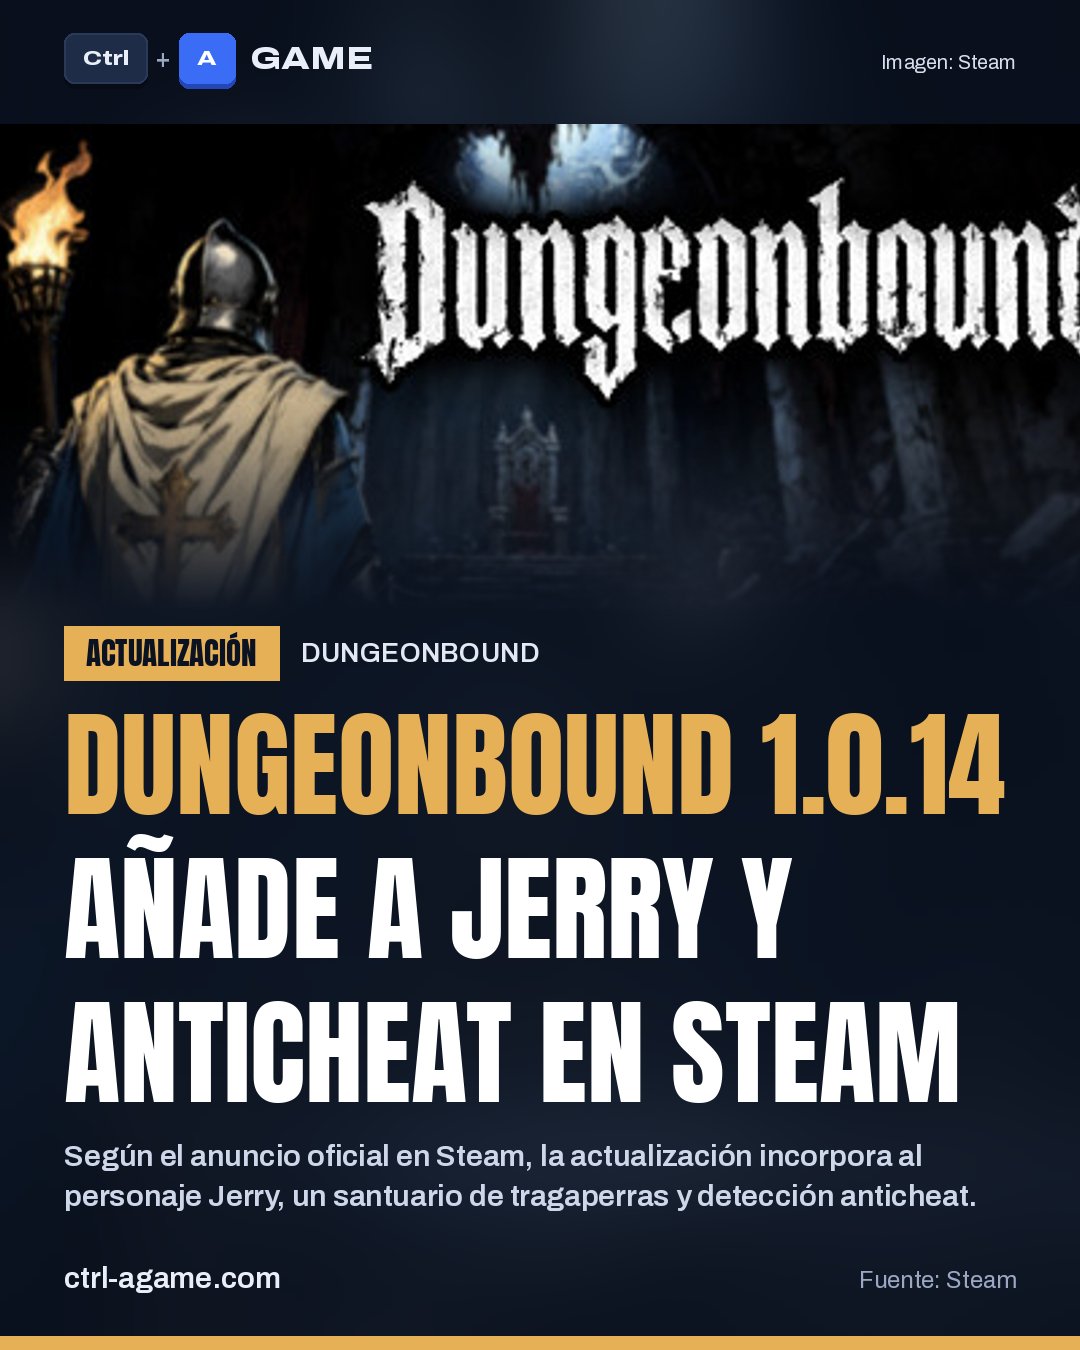 Ctrl + A GAME
Imagen: Steam
Dungeonbound
ACTUALIZACIÓN DUNGEONBOUND
DUNGEONBOUND 1.0.14
AÑADE A JERRY Y
ANTICHEAT EN STEAM
Según el anuncio oficial en Steam, la actualización incorpora al
personaje Jerry, un santuario de tragaperras y detección anticheat.
ctrl-agame.com
Fuente: Steam